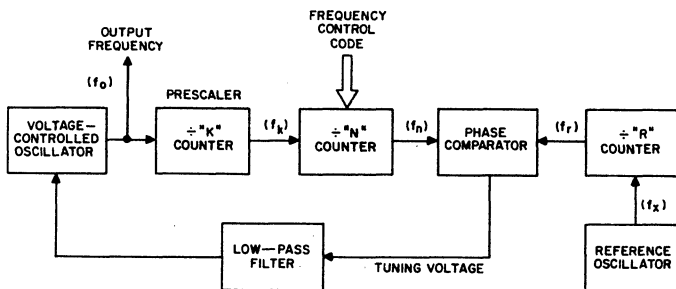 OUTPUT
FREQUENCY
(fo)
FREQUENCY
CONTROL
CODE
PRESCALER
VOLTAGE—
CONTROLLED
OSCILLATOR
÷"K"
COUNTER
(fk)
÷"N"
COUNTER
(fn)
PHASE
COMPARATOR
(fr)
÷"R"
COUNTER
(fx)
LOW—PASS
FILTER
TUNING VOLTAGE
REFERENCE
OSCILLATOR